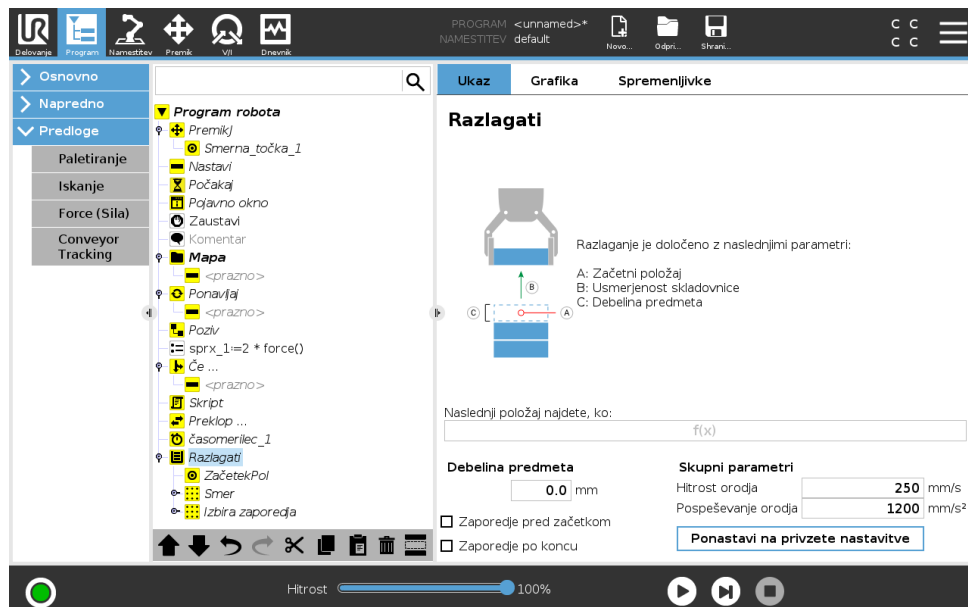 PROGRAM <unnamed>*
NAMESTITEV default
Delovanje
Program
Namestitev
Premik
V/I
Dnevnik
Novo...
Odpri...
Shrani...
C C
C C
Osnovno
Napredno
Predloge
Paletiranje
Iskanje
Force (Sila)
Conveyor
Tracking
Program robota
PremikJ
Smerna_točka_1
Nastavi
Počakaj
Pojavno okno
Zaustavi
Komentar
Mapa
<prazno>
Ponavljaj
<prazno>
Poziv
sprx_1≔2 * force()
Če ...
<prazno>
Skript
Preklop ...
časomerilec_1
Razlagati
ZačetekPol
Smer
Izbira zaporedja
Ukaz
Grafika
Spremenljivke
Razlagati
Razlaganje je določeno z naslednjimi parametri:
A: Začetni položaj
B: Usmerjenost skladovnice
C: Debelina predmeta
B
C
A
Naslednji položaj najdete, ko:
f(x)
Debelina predmeta
0.0 mm
Zaporedje pred začetkom
Zaporedje po koncu
Skupni parametri
Hitrost orodja 250 mm/s
Pospeševanje orodja 1200 mm/s²
Ponastavi na privzete nastavitve
Hitrost 100%